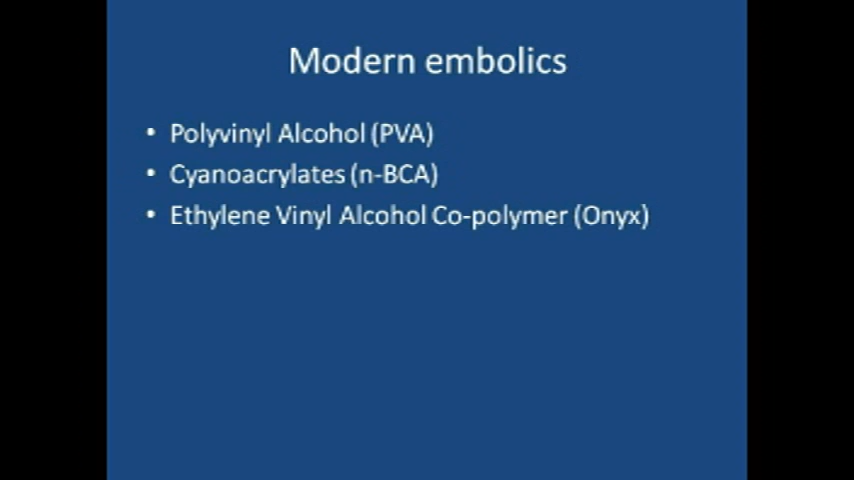 Modern embolics
• Polyvinyl Alcohol (PVA)
• Cyanoacrylates (n-BCA)
• Ethylene Vinyl Alcohol Co-polymer (Onyx)